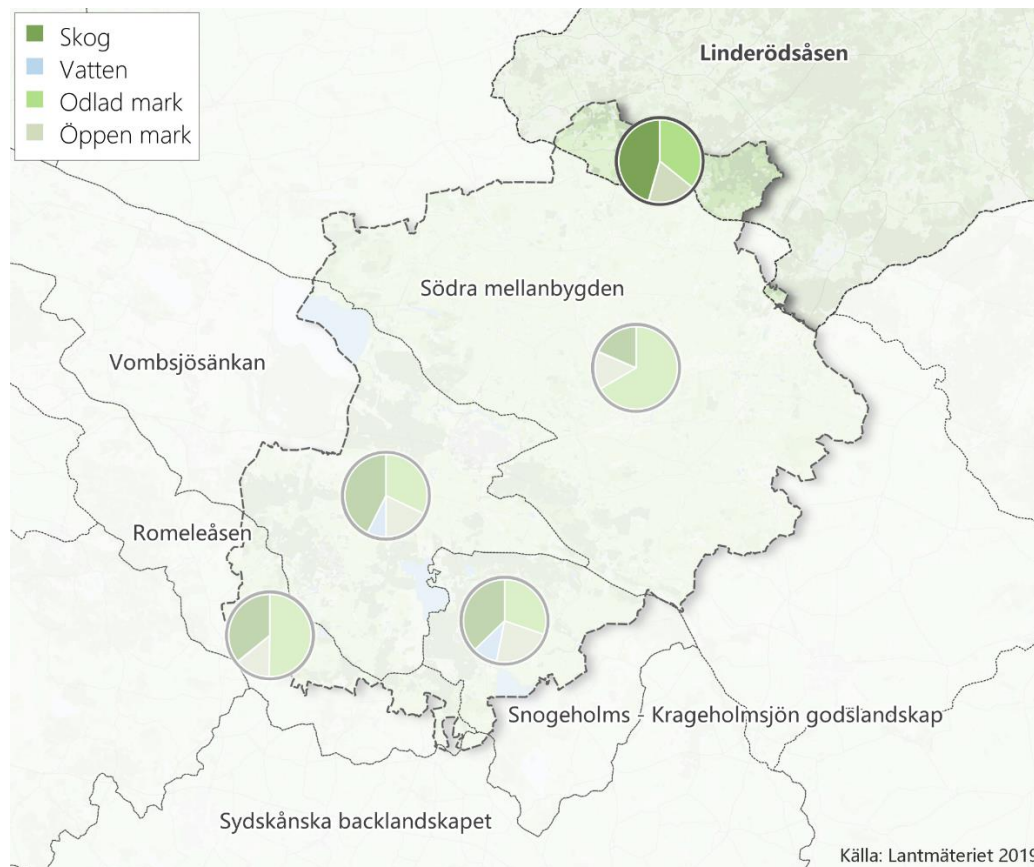 Skog
Vatten
Odlad mark
Öppen mark
Linderödsåsen
Södra mellanbygden
Vombsjösänkan
Romeleåsen
Snogeholms - Krageholmsjön godslandskap
Sydskånska backlandskapet
Källa: Lantmäteriet 2019